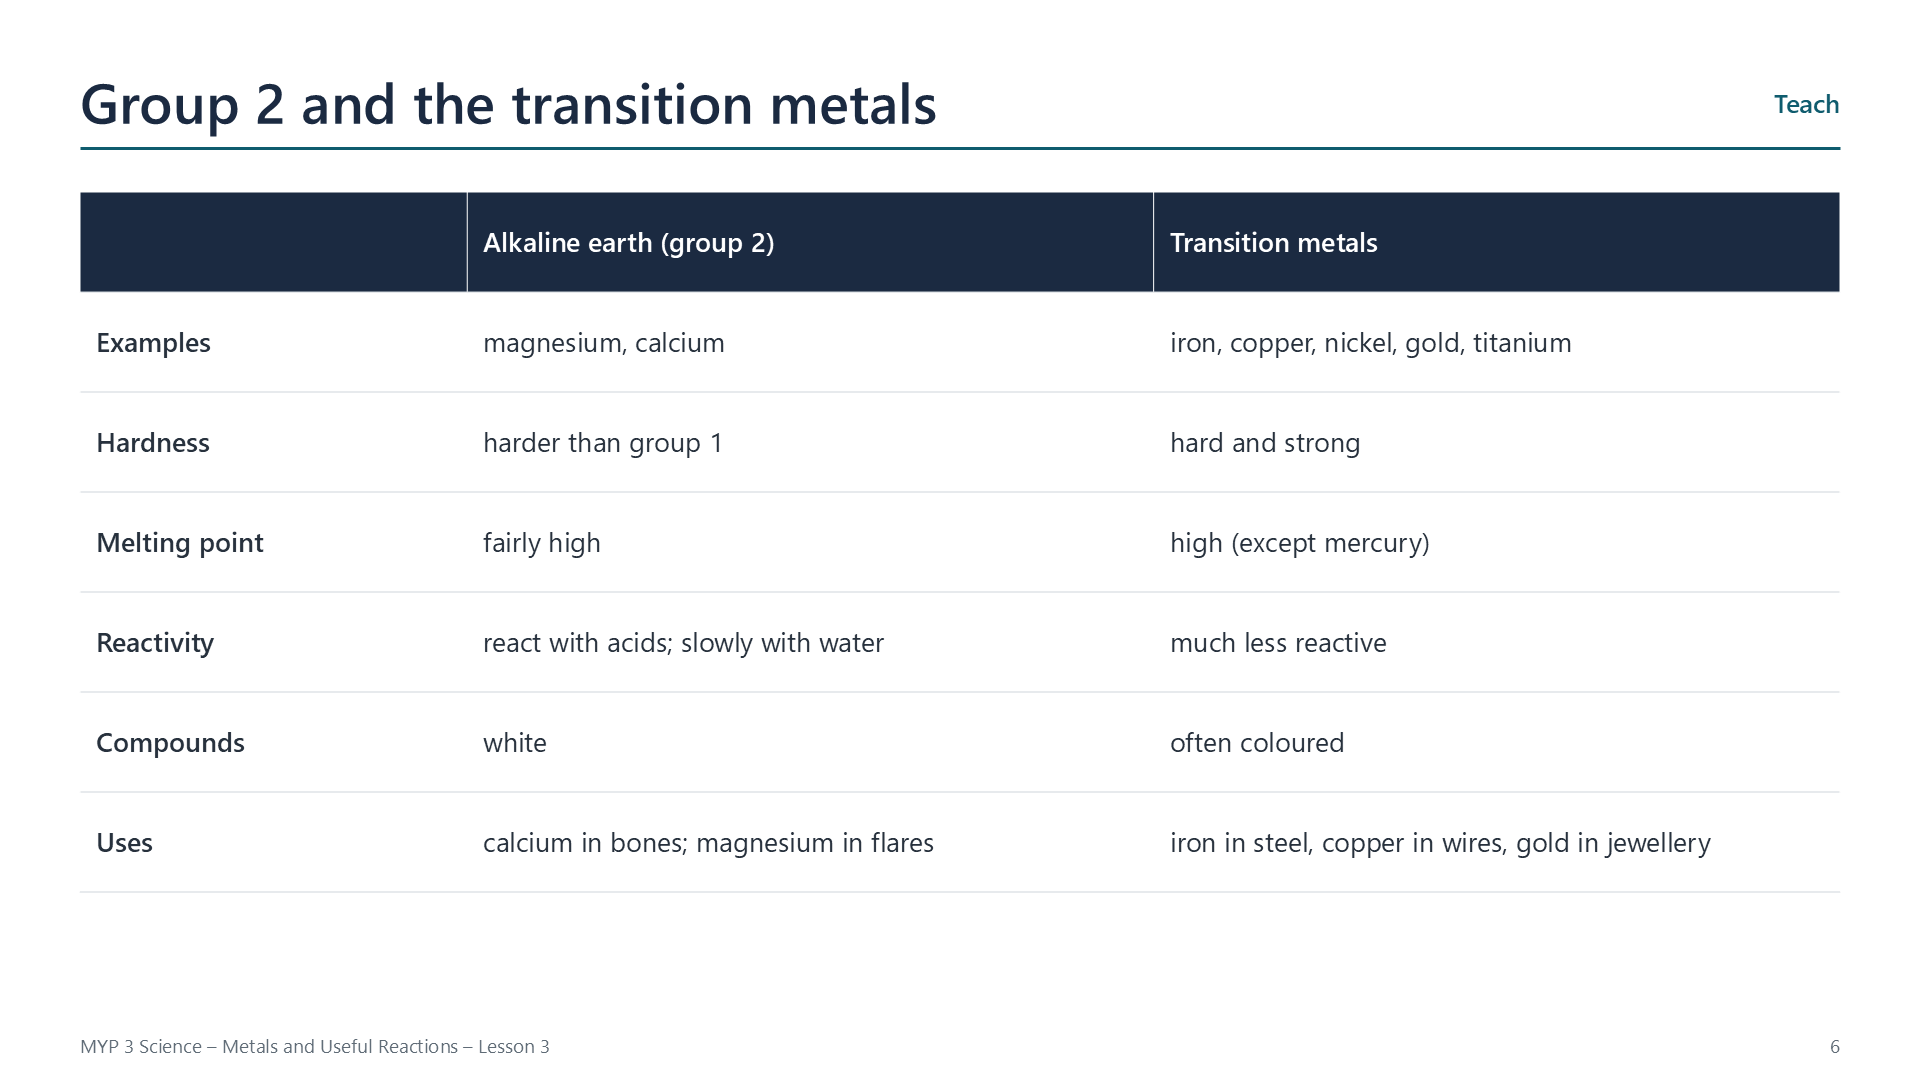 Group 2 and the transition metals
Teach
Alkaline earth (group 2) Transition metals
Examples magnesium, calcium iron, copper, nickel, gold, titanium
Hardness harder than group 1 hard and strong
Melting point fairly high high (except mercury)
Reactivity react with acids; slowly with water much less reactive
Compounds white often coloured
Uses calcium in bones; magnesium in flares iron in steel, copper in wires, gold in jewellery
MYP 3 Science – Metals and Useful Reactions – Lesson 3
6